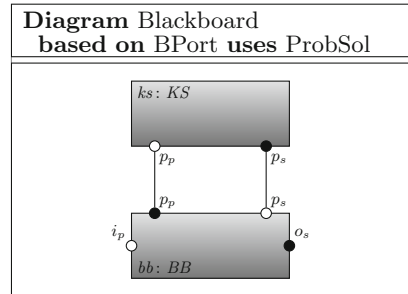 Diagram Blackboard
based on BPort uses ProbSol
ks: KS
p_p p_s
p_p p_s
i_p o_s
bb: BB